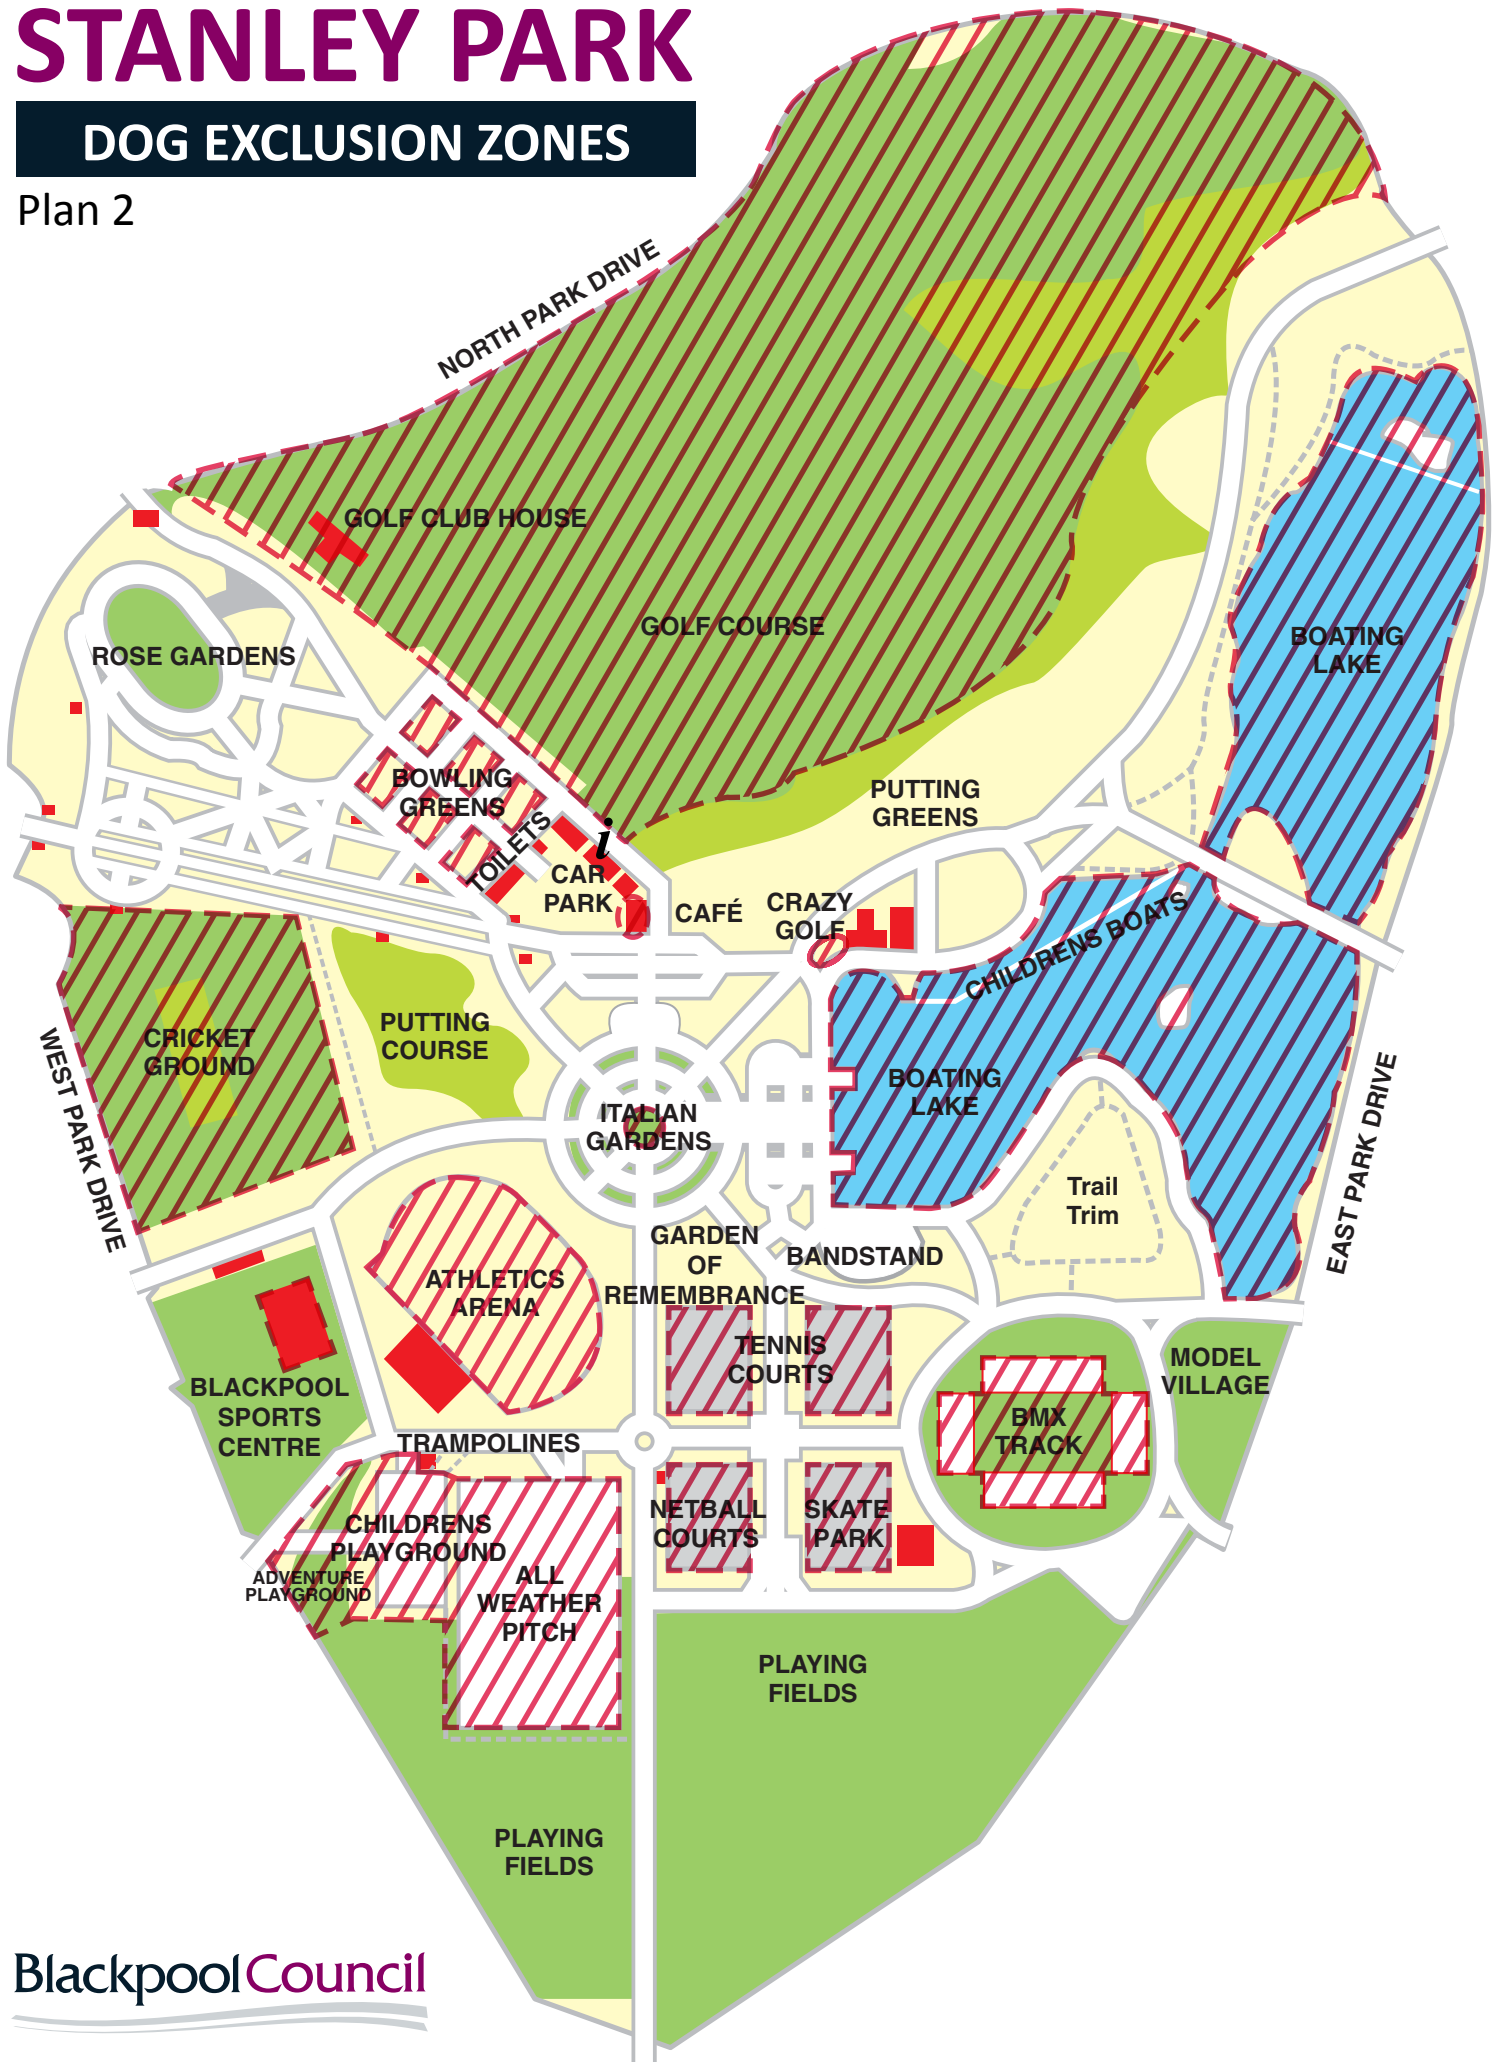 STANLEY PARK
DOG EXCLUSION ZONES
Plan 2
NORTH PARK DRIVE
GOLF CLUB HOUSE
GOLF COURSE
ROSE GARDENS
BOATING
LAKE
BOWLING
GREENS
TOILETS
i
CAR
PARK
CAFÉ
PUTTING
GREENS
CRAZY
GOLF
CHILDRENS BOATS
CRICKET
GROUND
PUTTING
COURSE
WEST PARK DRIVE
ITALIAN
GARDENS
BOATING
LAKE
EAST PARK DRIVE
Trail
Trim
GARDEN
OF
REMEMBRANCE
BANDSTAND
ATHLETICS
ARENA
TENNIS
COURTS
MODEL
VILLAGE
BLACKPOOL
SPORTS
CENTRE
BMX
TRACK
TRAMPOLINES
CHILDRENS
PLAYGROUND
ADVENTURE
PLAYGROUND
ALL
WEATHER
PITCH
NETBALL
COURTS
SKATE
PARK
PLAYING
FIELDS
PLAYING
FIELDS
BlackpoolCouncil